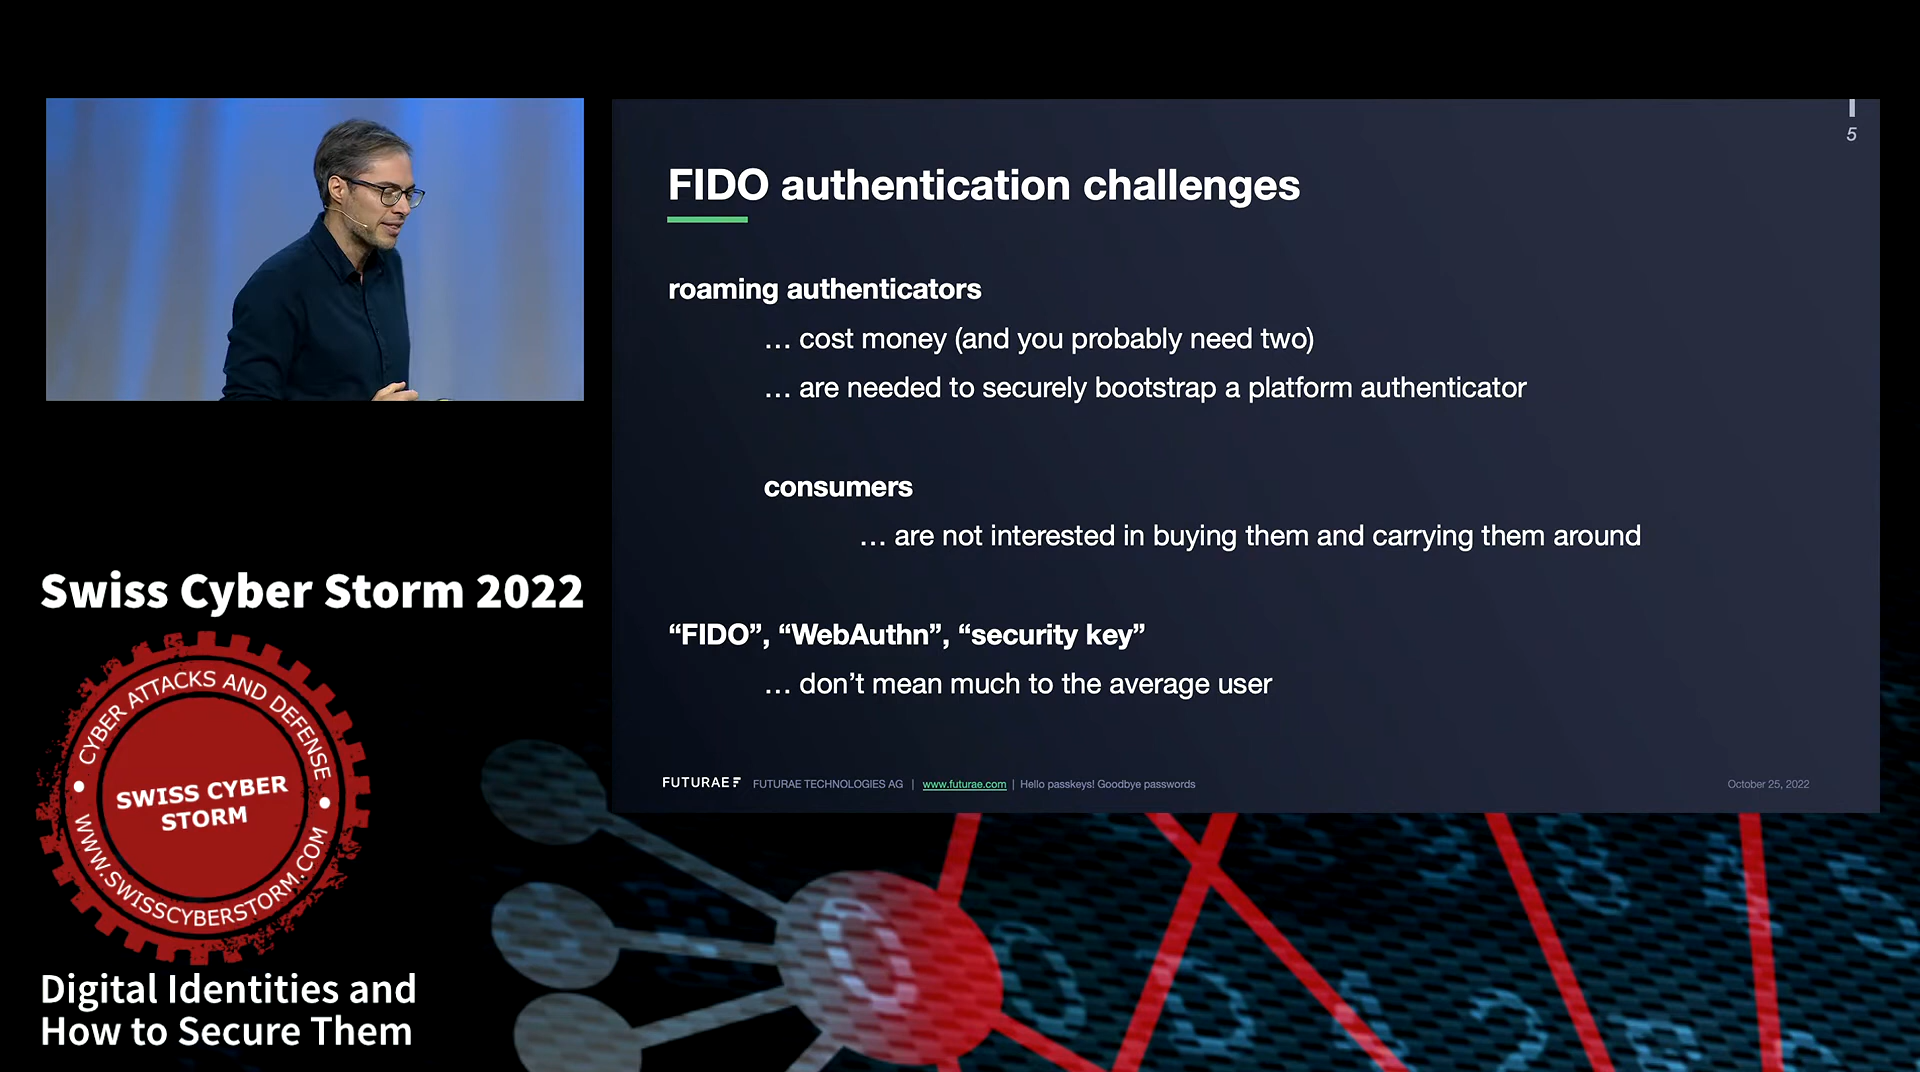 5
FIDO authentication challenges
roaming authenticators
… cost money (and you probably need two)
… are needed to securely bootstrap a platform authenticator
consumers
… are not interested in buying them and carrying them around
“FIDO”, “WebAuthn”, “security key”
… don’t mean much to the average user
FUTURAE FUTURAE TECHNOLOGIES AG | www.futurae.com | Hello passkeys! Goodbye passwords October 25, 2022
Swiss Cyber Storm 2022
CYBER ATTACKS AND DEFENSE
SWISS CYBER
STORM
WWW.SWISSCYBERSTORM.COM
Digital Identities and
How to Secure Them